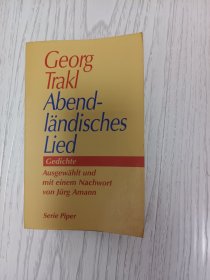 Georg
Trakl
Abend-
ländisches
Lied
Gedichte
Ausgewählt und
mit einem Nachwort
von Jürg Amann
Serie Piper